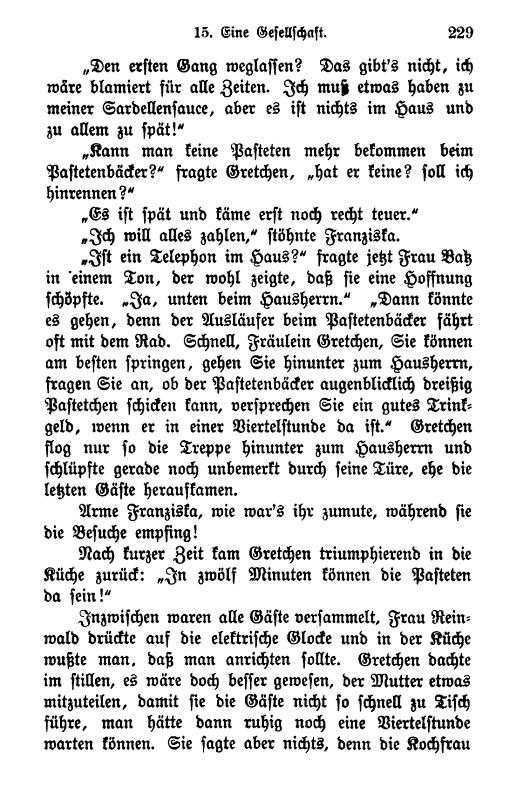 15. Eine Gesellschaft. 229
„Den ersten Gang weglassen? Das gibt's nicht, ich
wäre blamiert für alle Zeiten. Ich muß etwas haben zu
meiner Sardellensauce, aber es ist nichts im Haus und
zu allem zu spät!“
„Kann man keine Pasteten mehr bekommen beim
Pastetenbäcker?“ fragte Gretchen, „hat er keine? soll ich
hinrennen?“
„Es ist spät und käme erst noch recht teuer.“
„Ich will alles zahlen,“ stöhnte Franziska.
„Ist ein Telephon im Haus?“ fragte jetzt Frau Batz
in einem Ton, der wohl zeigte, daß sie eine Hoffnung
schöpfte. „Ja, unten beim Hausherrn.“ „Dann könnte
es gehen, denn der Ausläufer beim Pastetenbäcker fährt
oft mit dem Rad. Schnell, Fräulein Gretchen, Sie können
am besten springen, gehen Sie hinunter zum Hausherrn,
fragen Sie an, ob der Pastetenbäcker augenblicklich dreißig
Pastetchen schicken kann, versprechen Sie ein gutes Trink-
geld, wenn er in einer Viertelstunde da ist.“ Gretchen
flog nur so die Treppe hinunter zum Hausherrn und
schlüpfte gerade noch unbemerkt durch seine Türe, ehe die
letzten Gäste heraufkamen.
Arme Franziska, wie war's ihr zumute, während sie
die Besuche empfing!
Nach kurzer Zeit kam Gretchen triumphierend in die
Küche zurück: „In zwölf Minuten können die Pasteten
da sein!“
Inzwischen waren alle Gäste versammelt, Frau Rein-
wald drückte auf die elektrische Glocke und in der Küche
wußte man, daß man anrichten sollte. Gretchen dachte
im stillen, es wäre doch besser gewesen, der Mutter etwas
mitzuteilen, damit sie die Gäste nicht so schnell zu Tisch
führe, man hätte dann ruhig noch eine Viertelstunde
warten können. Sie sagte aber nichts, denn die Kochfrau